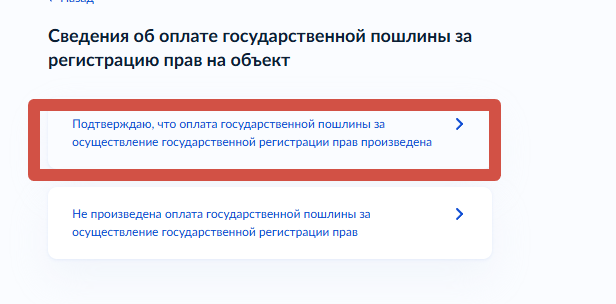 Назад
Сведения об оплате государственной пошлины за
регистрацию прав на объект
Подтверждаю, что оплата государственной пошлины за
осуществление государственной регистрации прав произведена
Не произведена оплата государственной пошлины за
осуществление государственной регистрации прав